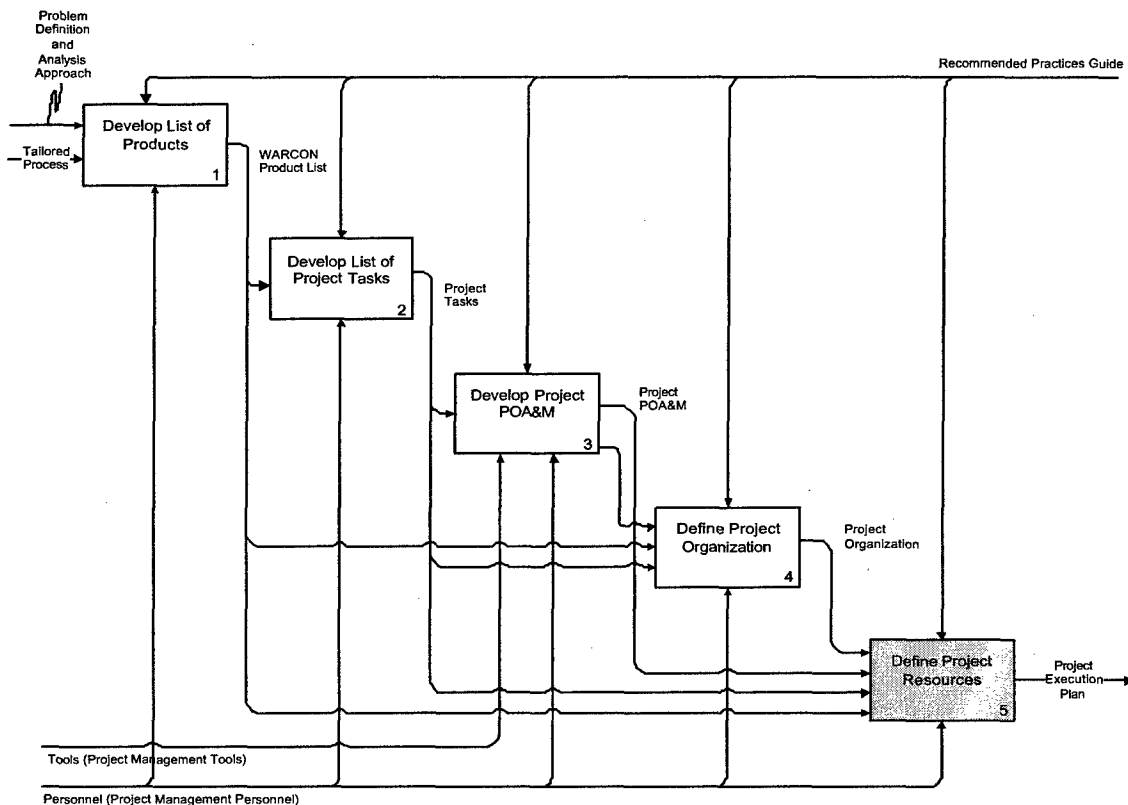 Problem
Definition
and
Analysis
Approach
Recommended Practices Guide
Develop List of
Products
1
Tailored
Process
WARCON
Product List
Develop List of
Project Tasks
2
Project
Tasks
Develop Project
POA&M
3
Project
POA&M
Define Project
Organization
4
Project
Organization
Define Project
Resources
5
Project
Execution
Plan
Tools (Project Management Tools)
Personnel (Project Management Personnel)